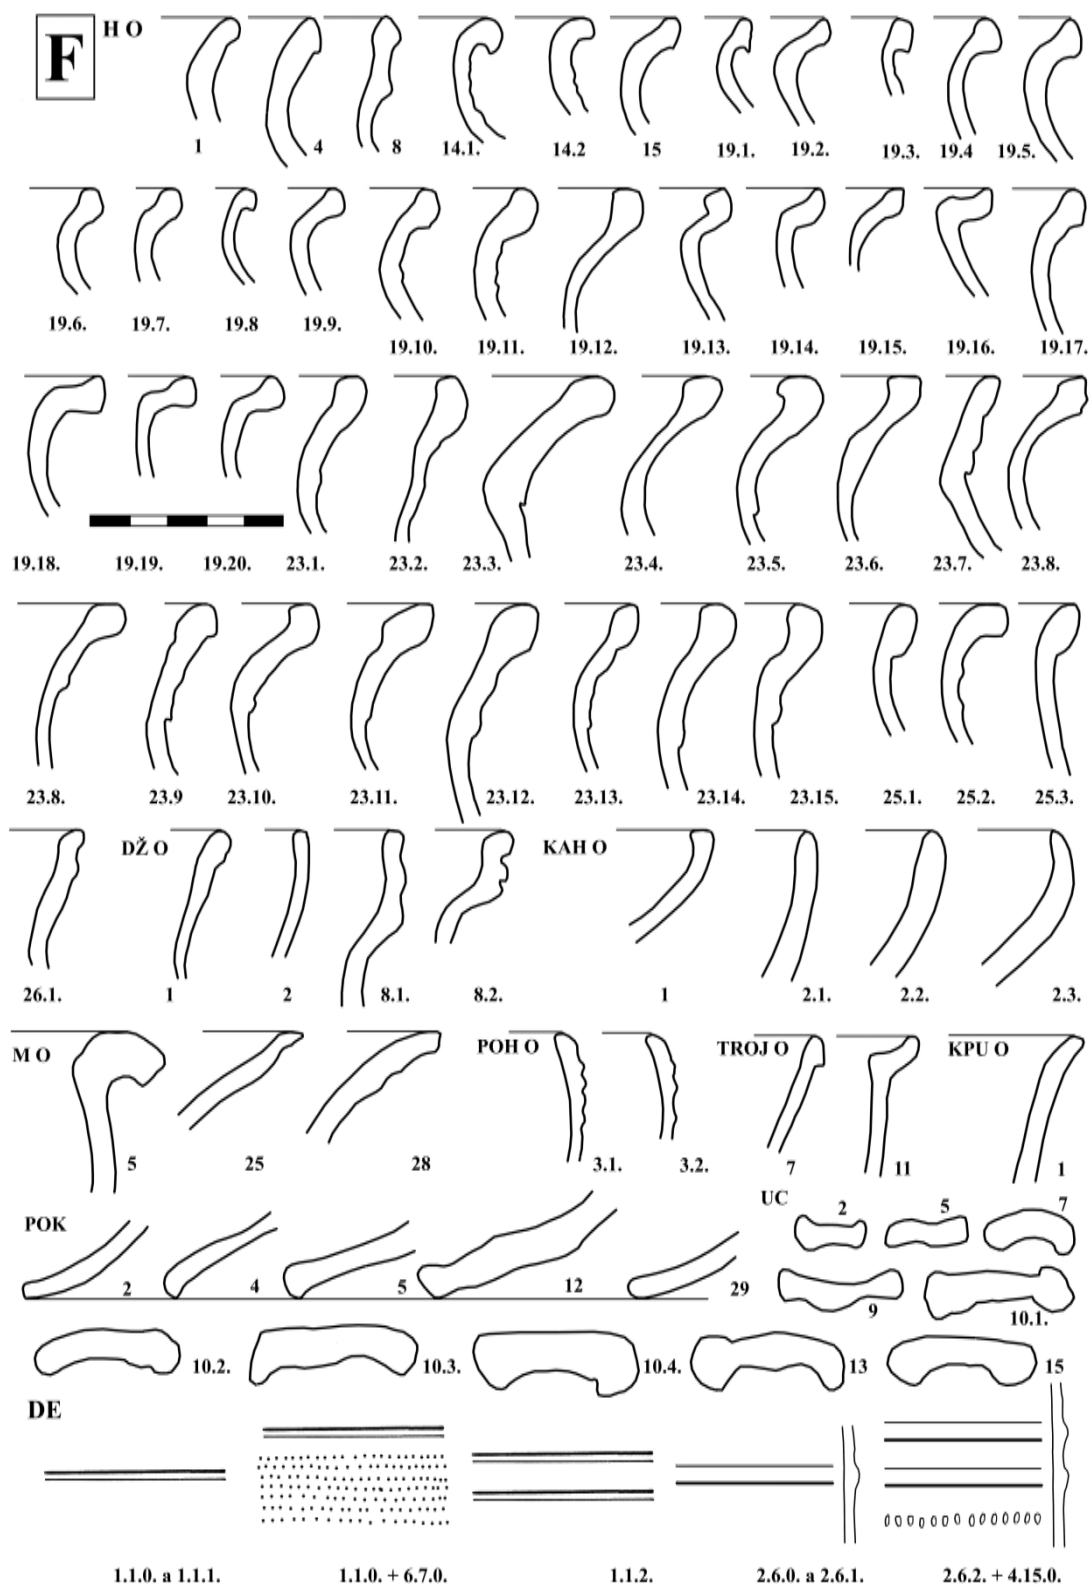 F
H O
1 4 8 14.1. 14.2 15 19.1. 19.2. 19.3. 19.4 19.5.
19.6. 19.7. 19.8 19.9. 19.10. 19.11. 19.12. 19.13. 19.14. 19.15. 19.16. 19.17.
19.18. 19.19. 19.20. 23.1. 23.2. 23.3. 23.4. 23.5. 23.6. 23.7. 23.8.
23.8. 23.9 23.10. 23.11. 23.12. 23.13. 23.14. 23.15. 25.1. 25.2. 25.3.
DŽ O KAH O
26.1. 1 2 8.1. 8.2. 1 2.1. 2.2. 2.3.
M O POH O TROJ O KPU O
5 25 28 3.1. 3.2. 7 11 1
POK UC
2 4 5 12 29
2 5 7
9 10.1.
10.2. 10.3. 10.4. 13 15
DE
1.1.0. a 1.1.1. 1.1.0. + 6.7.0. 1.1.2. 2.6.0. a 2.6.1. 2.6.2. + 4.15.0.